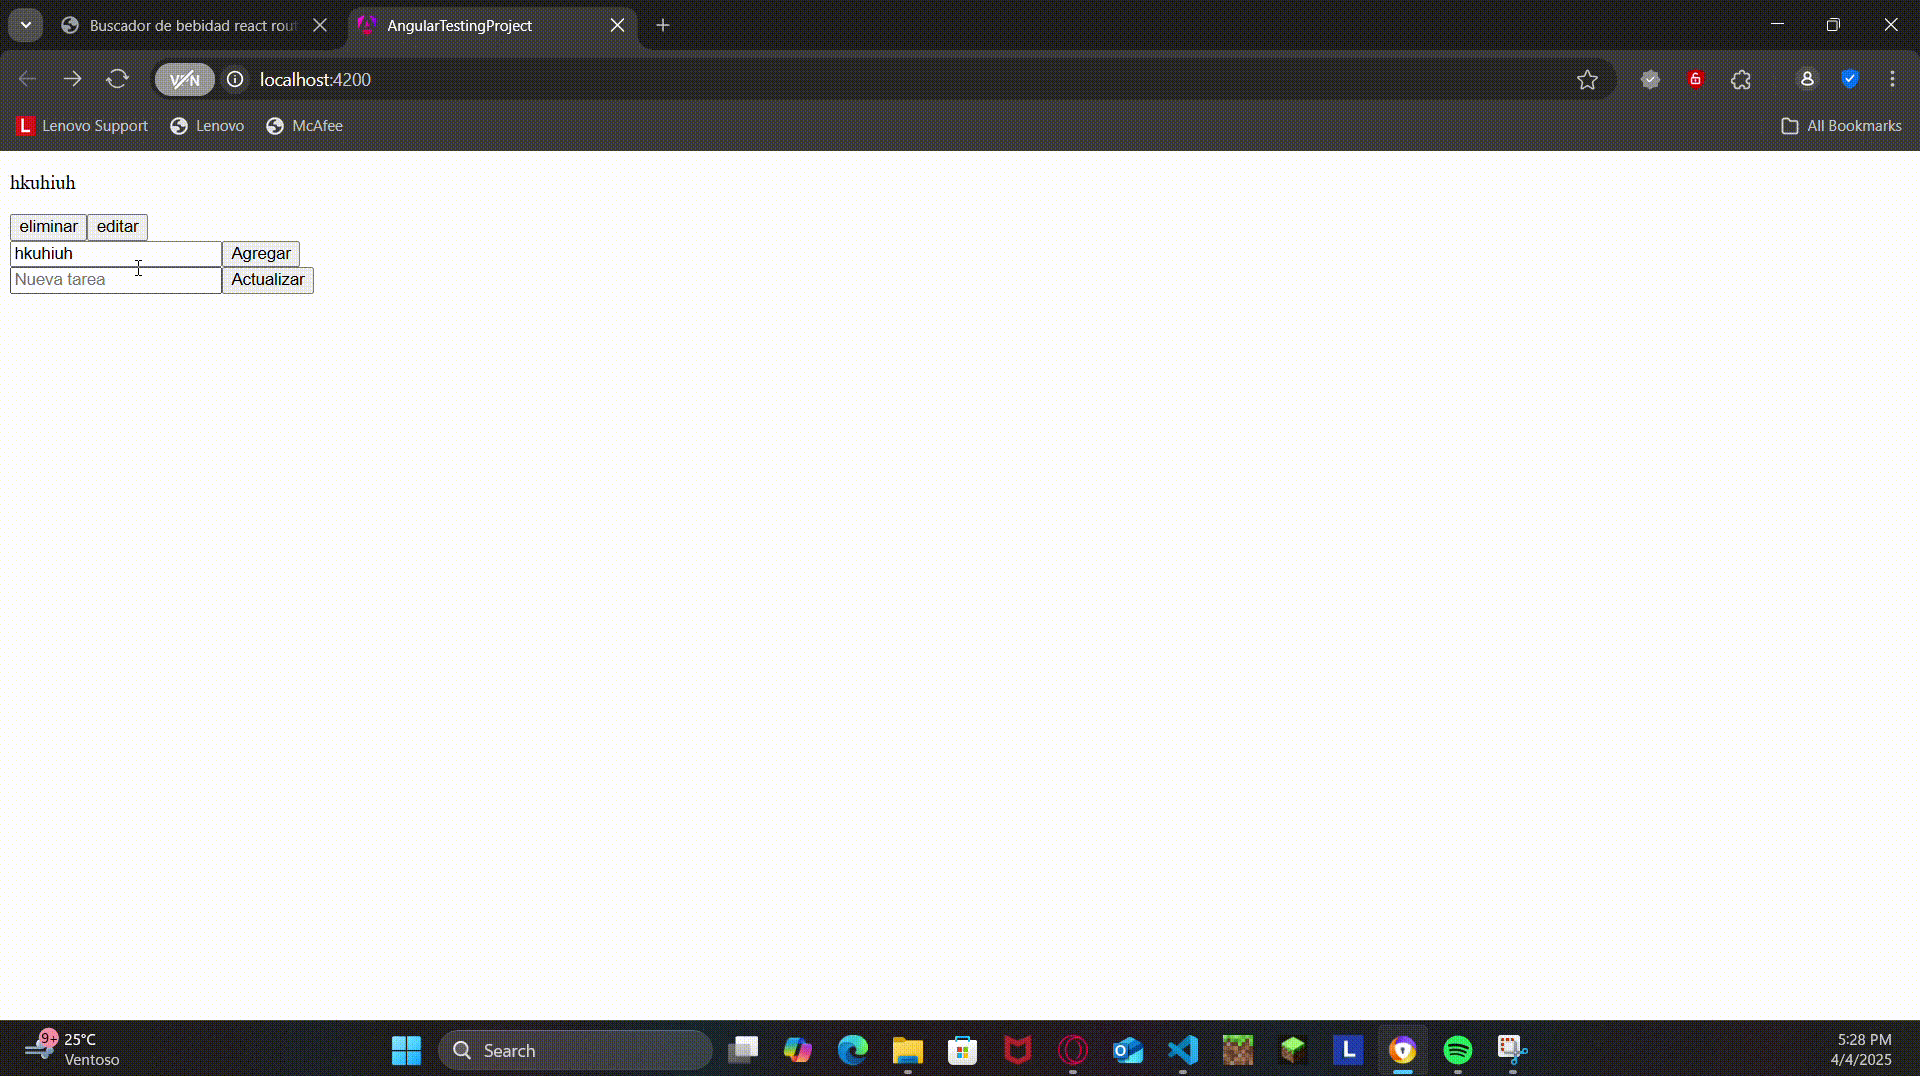 Buscador de bebidad react rout
AngularTestingProject
VPN
localhost:4200
L Lenovo Support
Lenovo
McAfee
All Bookmarks
hkuhiuh
eliminar editar
hkuhiuh Agregar
Nueva tarea Actualizar
9+
25°C
Ventoso
Search
L
5:28 PM
4/4/2025